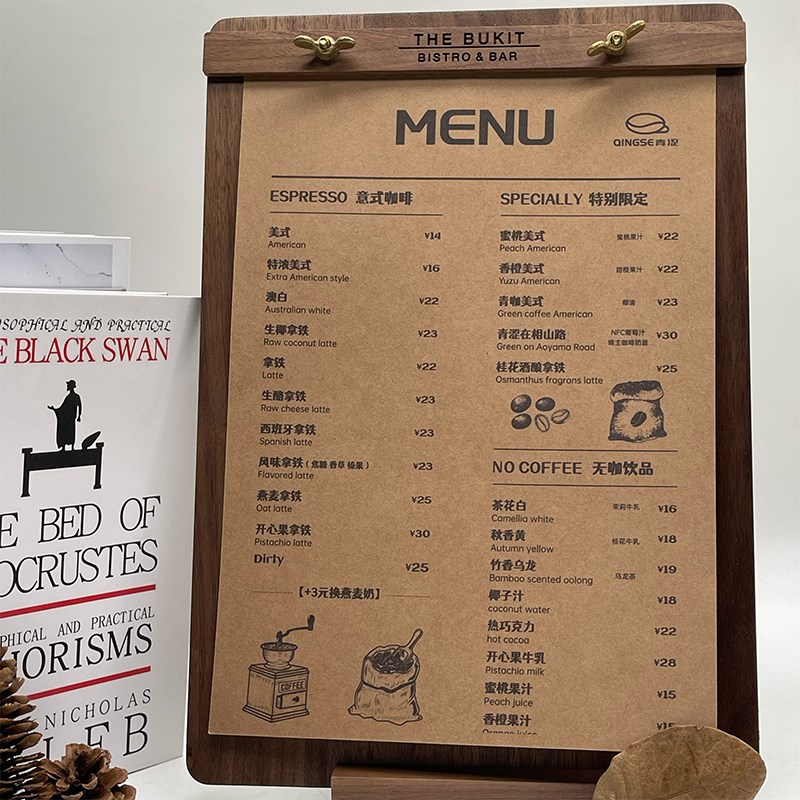 THE BUKIT
BISTRO & BAR
MENU
QINGSE青涩
ESPRESSO 意式咖啡
美式 ¥14
American
特浓美式 ¥16
Extra American style
澳白 ¥22
Australian white
生椰拿铁 ¥23
Raw coconut latte
拿铁 ¥22
Latte
生酪拿铁 ¥23
Raw cheese latte
西班牙拿铁 ¥23
Spanish latte
风味拿铁(焦糖 香草 榛果) ¥23
Flavored latte
燕麦拿铁 ¥25
Oat latte
开心果拿铁 ¥30
Pistachio latte
Dirty ¥25
【+3元换燕麦奶】
COFFEE
SPECIALLY 特别限定
蜜桃美式 蜜桃果汁 ¥22
Peach American
香橙美式 甜橙果汁 ¥22
Yuzu American
青咖美式 椰清 ¥23
Green coffee American
青涩在相山路 NFC葡萄汁 ¥30
Green on Aoyama Road
桂花酒酿拿铁 ¥25
Osmanthus fragrans latte
NO COFFEE 无咖饮品
茶花白 茉莉牛乳 ¥16
Camellia white
秋香黄 桂花牛乳 ¥18
Autumn yellow
竹香乌龙 乌龙茶 ¥19
Bamboo scented oolong
椰子汁 ¥18
coconut water
热巧克力 ¥22
hot cocoa
开心果牛乳 ¥28
Pistachio milk
蜜桃果汁 ¥15
Peach juice
香橙果汁 ¥15
Orange juice
OSOPHICAL AND PRACTICAL
E BLACK SWAN
E BED OF
OCRUSTES
PHICAL AND PRACTICAL
HORISMS
NICHOLAS
LEB